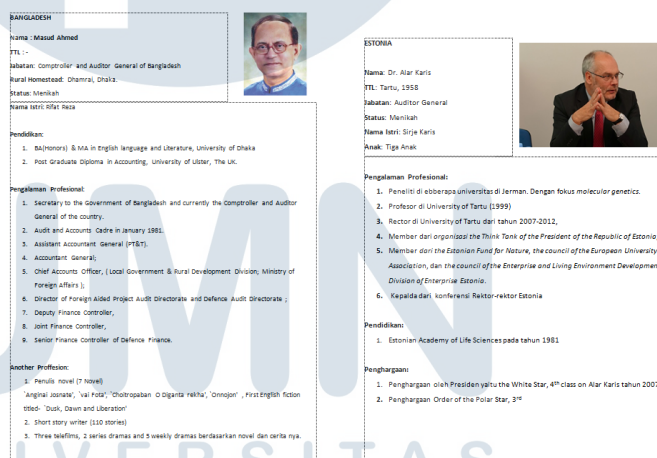 BANGLADESH
Nama : Masud Ahmed
TTL : -
Jabatan: Comptroller and Auditor General of Bangladesh
Rural Homestead: Dhamrai, Dhaka.
Status: Menikah
Nama Istri: Rifat Reza
Pendidikan:
1. BA(Honors) & MA in English language and Literature, University of Dhaka
2. Post Graduate Diploma in Accounting, University of Ulster, The UK.
Pengalaman Profesional:
1. Secretary to the Government of Bangladesh and currently the Comptroller and Auditor
General of the country.
2. Audit and Accounts Cadre in January 1981.
3. Assistant Accountant General (PT&T).
4. Accountant General;
5. Chief Accounts Officer, ( Local Government & Rural Development Division; Ministry of
Foreign Affairs );
6. Director of Foreign Aided Project Audit Directorate and Defence Audit Directorate ;
7. Deputy Finance Controller,
8. Joint Finance Controller,
9. Senior Finance Controller of Defence Finance.
Another Proffesion:
1. Penulis novel (7 Novel)
`Anginai Josnate', `Vai Pota', `Choltropaban O Diganta rekha', `Onnojon' , First English fiction
titled- `Dusk, Dawn and Liberation'
2. Short story writer (110 stories)
3. Three telefilms, 2 series dramas and 5 weekly dramas berdasarkan novel dan cerita nya.
ESTONIA
Nama: Dr. Alar Karis
TTL: Tartu, 1958
Jabatan: Auditor General
Status: Menikah
Nama Istri: Sirje Karis
Anak: Tiga Anak
Pengalaman Profesional:
1. Peneliti di ebberapa universitas di Jerman. Dengan fokus molecular genetics.
2. Profesor di University of Tartu (1999)
3. Rector di University of Tartu dari tahun 2007-2012,
4. Member dari organisasi the Think Tank of the President of the Republic of Estonia,
5. Member dari the Estonian Fund for Nature, the council of the European University
Association, dan the council of the Enterprise and Living Environment Developmen
Division of Enterprise Estonia.
6. Kepala dari konferensi Rektor-rektor Estonia
Pendidikan:
1. Estonian Academy of Life Sciences pada tahun 1981
Penghargaan:
1. Penghargaan oleh Presiden yaitu the White Star, 4th class on Alar Karis tahun 2007
2. Penghargaan Order of the Polar Star, 3rd
UMN
VERSITAS